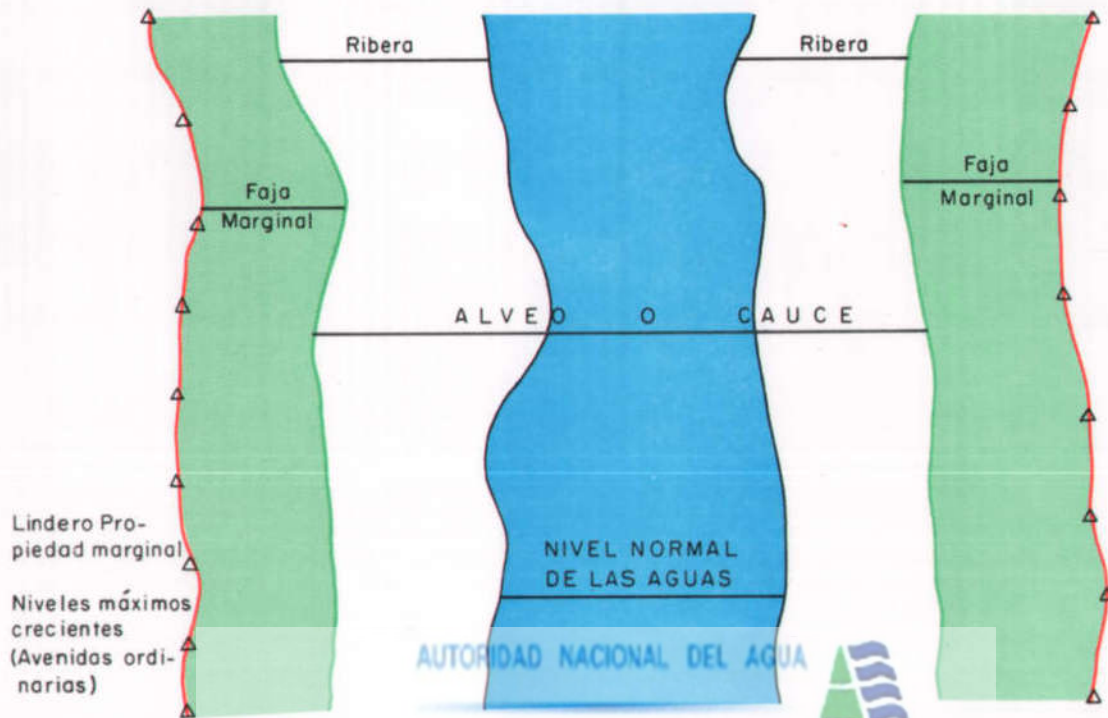 Ribera
Ribera
Faja
Marginal
Faja
Marginal
ALVEO O CAUCE
Lindero Pro-
piedad marginal
NIVEL NORMAL
DE LAS AGUAS
Niveles máximos
crecientes
(Avenidas ordi-
narias)
AUTORIDAD NACIONAL DEL AGUA